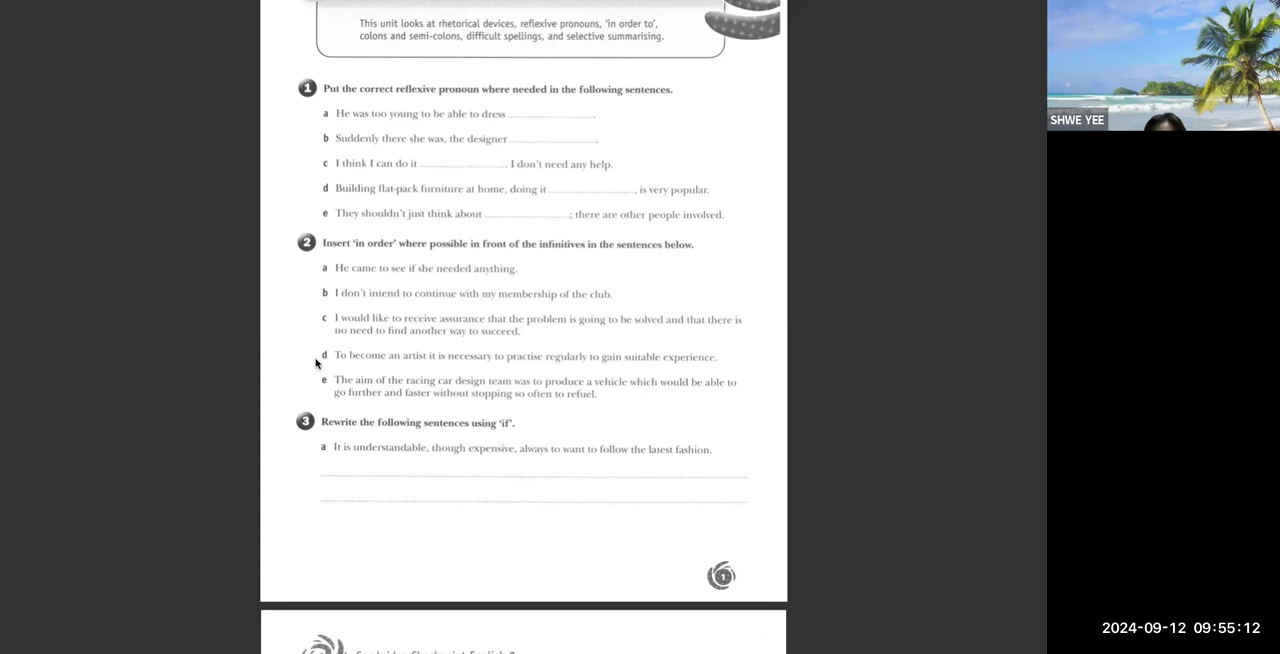 This unit looks at rhetorical devices, reflexive pronouns, 'in order to',
colons and semi-colons, difficult spellings, and selective summarising.
1 Put the correct reflexive pronoun where needed in the following sentences.
a He was too young to be able to dress ........................... .
b Suddenly there she was, the designer ........................... .
c I think I can do it ........................... . I don't need any help.
d Building flat-pack furniture at home, doing it ..........................., is very popular.
e They shouldn't just think about ...........................; there are other people involved.
2 Insert 'in order' where possible in front of the infinitives in the sentences below.
a He came to see if she needed anything.
b I don't intend to continue with my membership of the club.
c I would like to receive assurance that the problem is going to be solved and that there is
no need to find another way to succeed.
d To become an artist it is necessary to practise regularly to gain suitable experience.
e The aim of the racing car design team was to produce a vehicle which would be able to
go further and faster without stopping so often to refuel.
3 Rewrite the following sentences using 'if'.
a It is understandable, though expensive, always to want to follow the latest fashion.
1
SHWE YEE
2024-09-12 09:55:12